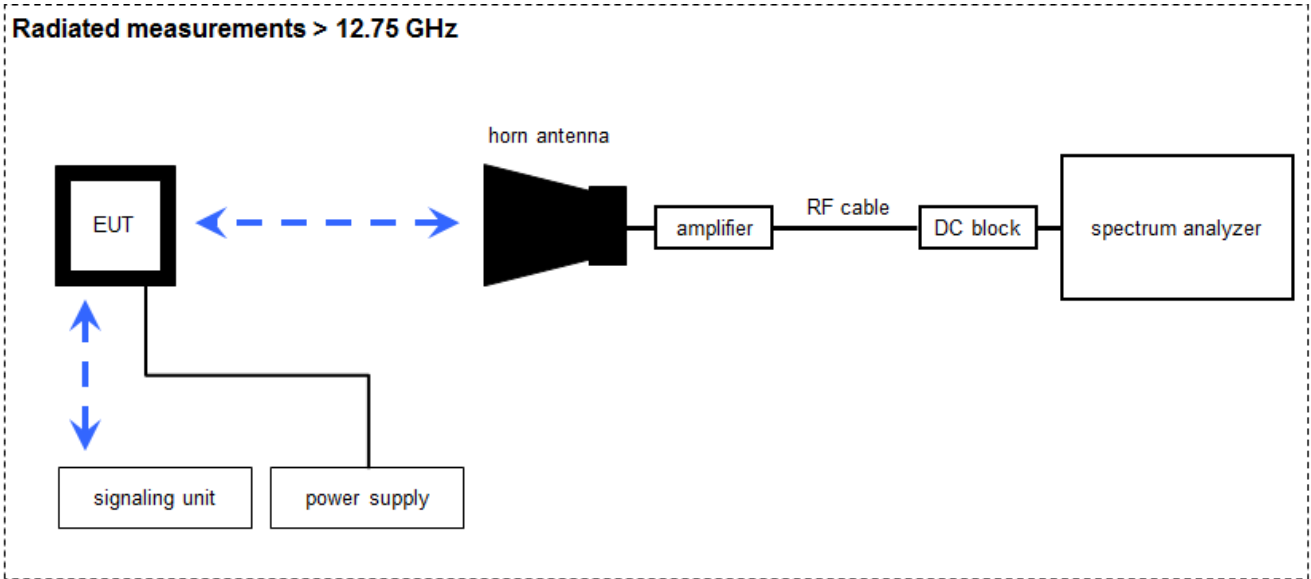 Radiated measurements > 12.75 GHz
horn antenna
EUT
amplifier
RF cable
DC block
spectrum analyzer
signaling unit
power supply